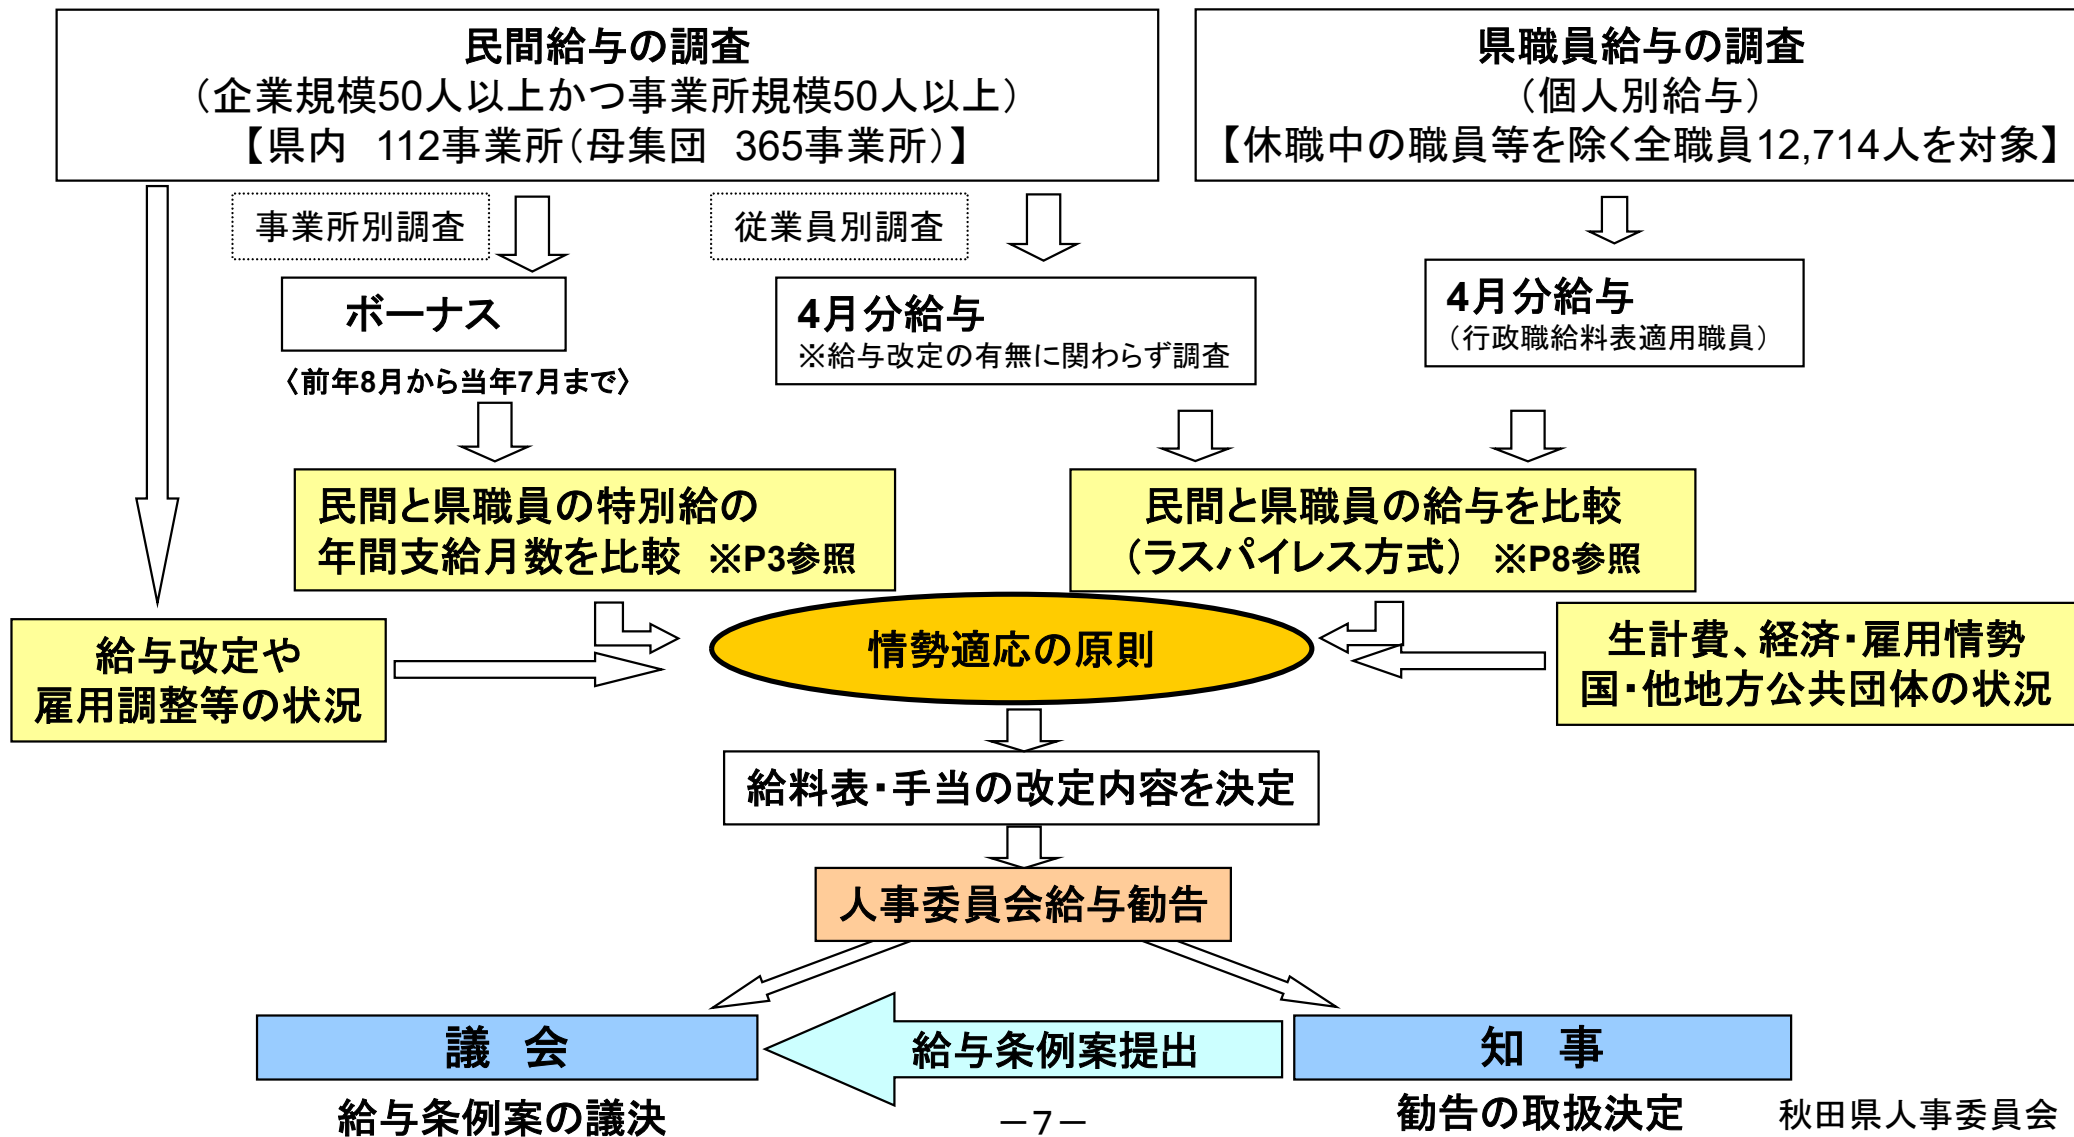 民間給与の調査
（企業規模50人以上かつ事業所規模50人以上）
【県内　112事業所（母集団　365事業所）】
県職員給与の調査
（個人別給与）
【休職中の職員等を除く全職員12,714人を対象】
事業所別調査
従業員別調査
ボーナス
〈前年8月から当年7月まで〉
4月分給与
※給与改定の有無に関わらず調査
4月分給与
（行政職給料表適用職員）
民間と県職員の特別給の
年間支給月数を比較　※P3参照
民間と県職員の給与を比較
（ラスパイレス方式）　※P8参照
給与改定や
雇用調整等の状況
情勢適応の原則
生計費、経済・雇用情勢
国・他地方公共団体の状況
給料表・手当の改定内容を決定
人事委員会給与勧告
議　会
給与条例案提出
知　事
給与条例案の議決
－7－
勧告の取扱決定
秋田県人事委員会